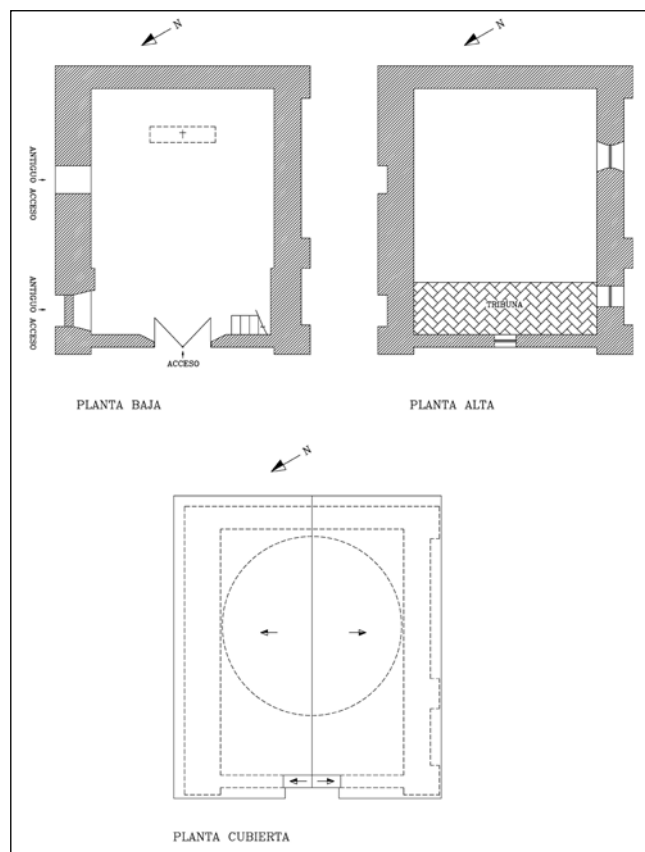 N
N
ANTIGUO ACCESO
ANTIGUO ACCESO
ACCESO
TRIBUNA
PLANTA BAJA
PLANTA ALTA
N
PLANTA CUBIERTA